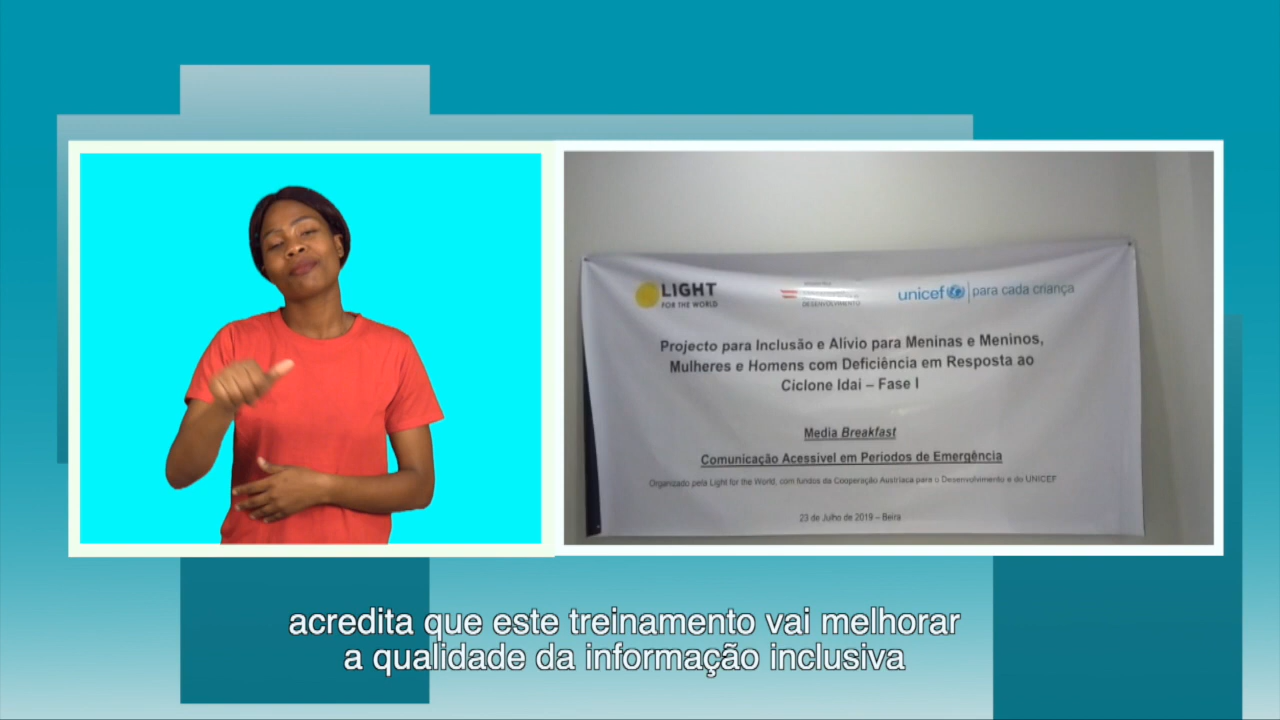 LIGHT
FOR THE WORLD
DESENVOLVIMENTO
unicef para cada criança
Projecto para Inclusão e Alívio para Meninas e Meninos,
Mulheres e Homens com Deficiência em Resposta ao
Ciclone Idai – Fase I
Media Breakfast
Comunicação Acessível em Períodos de Emergência
Organizado pela Light for the World, com fundos da Cooperação Austríaca para o Desenvolvimento e do UNICEF
23 de Julho de 2019 – Beira
acredita que este treinamento vai melhorar
a qualidade da informação inclusiva